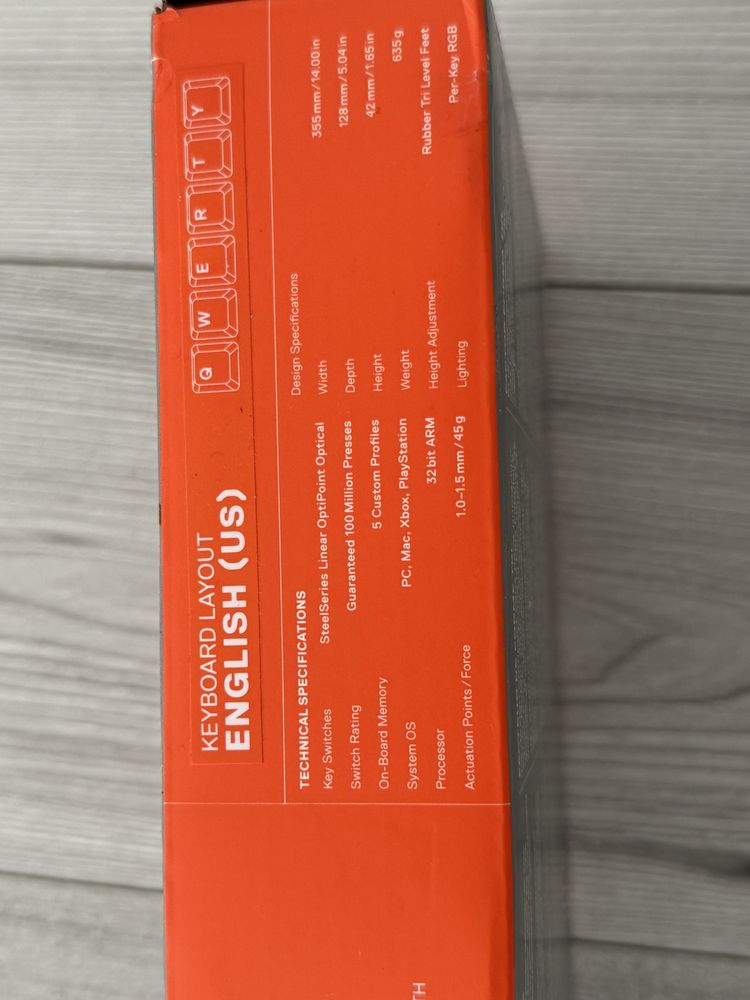 KEYBOARD LAYOUT
ENGLISH (US)
Q W E R T Y
TECHNICAL SPECIFICATIONS
Key Switches SteelSeries Linear OptiPoint Optical
Switch Rating Guaranteed 100 Million Presses
On-Board Memory 5 Custom Profiles
System OS PC, Mac, Xbox, PlayStation
Processor 32 bit ARM
Actuation Points / Force 1.0–1.5 mm / 45 g
Design Specifications
Width 355 mm / 14.00 in
Depth 128 mm / 5.04 in
Height 42 mm / 1.65 in
Weight 635 g
Height Adjustment Rubber Tri Level Feet
Lighting Per-Key RGB
TH